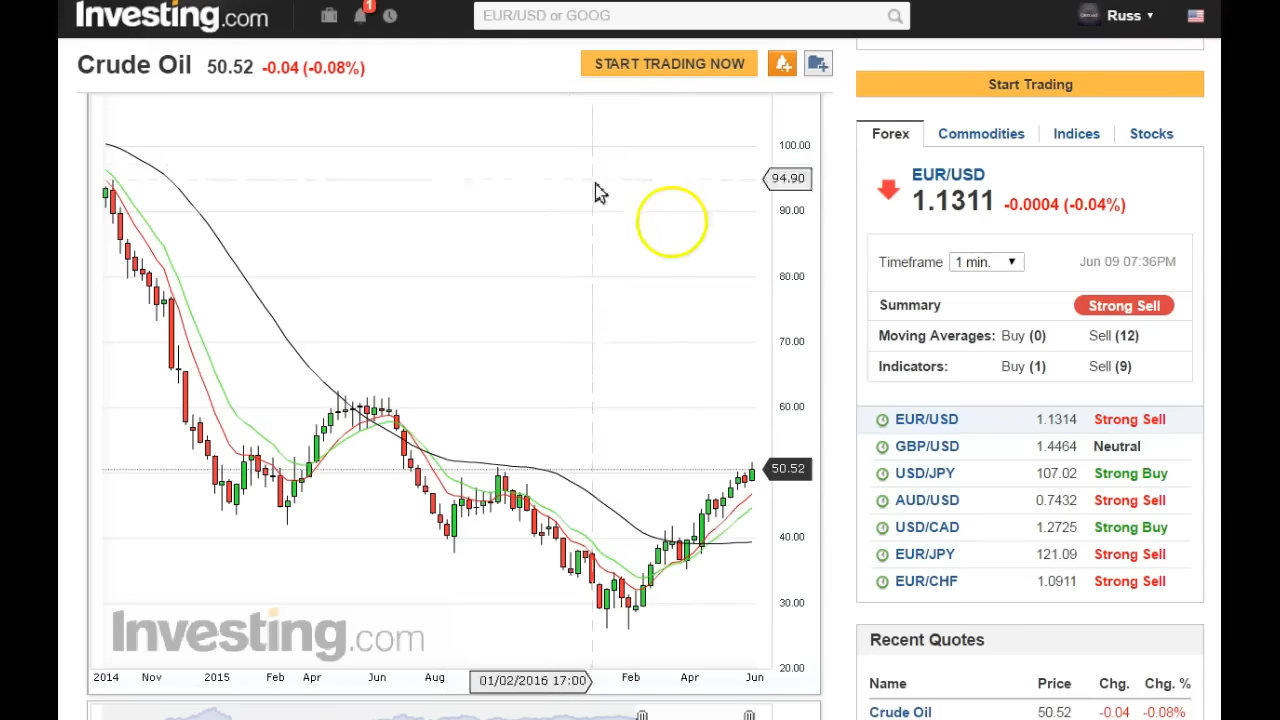 Investing.com
1
EUR/USD or GOOG
Russ
Crude Oil 50.52 -0.04 (-0.08%)
START TRADING NOW
Start Trading
Forex Commodities Indices Stocks
EUR/USD
1.1311 -0.0004 (-0.04%)
Timeframe 1 min. Jun 09 07:36PM
Summary Strong Sell
Moving Averages: Buy (0) Sell (12)
Indicators: Buy (1) Sell (9)
EUR/USD 1.1314 Strong Sell
GBP/USD 1.4464 Neutral
USD/JPY 107.02 Strong Buy
AUD/USD 0.7432 Strong Sell
USD/CAD 1.2725 Strong Buy
EUR/JPY 121.09 Strong Sell
EUR/CHF 1.0911 Strong Sell
Recent Quotes
Name Price Chg. Chg. %
Crude Oil 50.52 -0.04 -0.08%
100.00
94.90
90.00
80.00
70.00
60.00
50.52
40.00
30.00
20.00
Investing.com
2014 Nov 2015 Feb Apr Jun Aug 01/02/2016 17:00 Feb Apr Jun